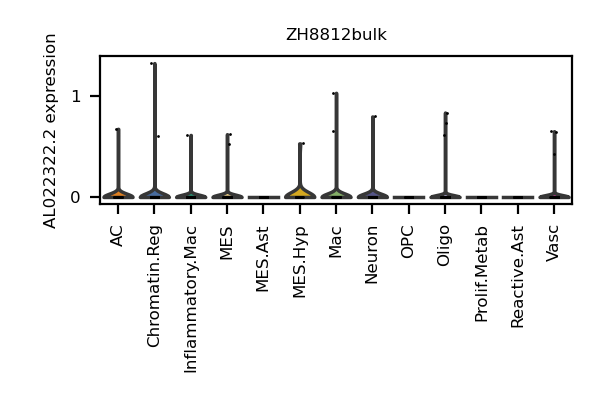 ZH8812bulk
AL022322.2 expression
1
0
AC
Chromatin.Reg
Inflammatory.Mac
MES
MES.Ast
MES.Hyp
Mac
Neuron
OPC
Oligo
Prolif.Metab
Reactive.Ast
Vasc